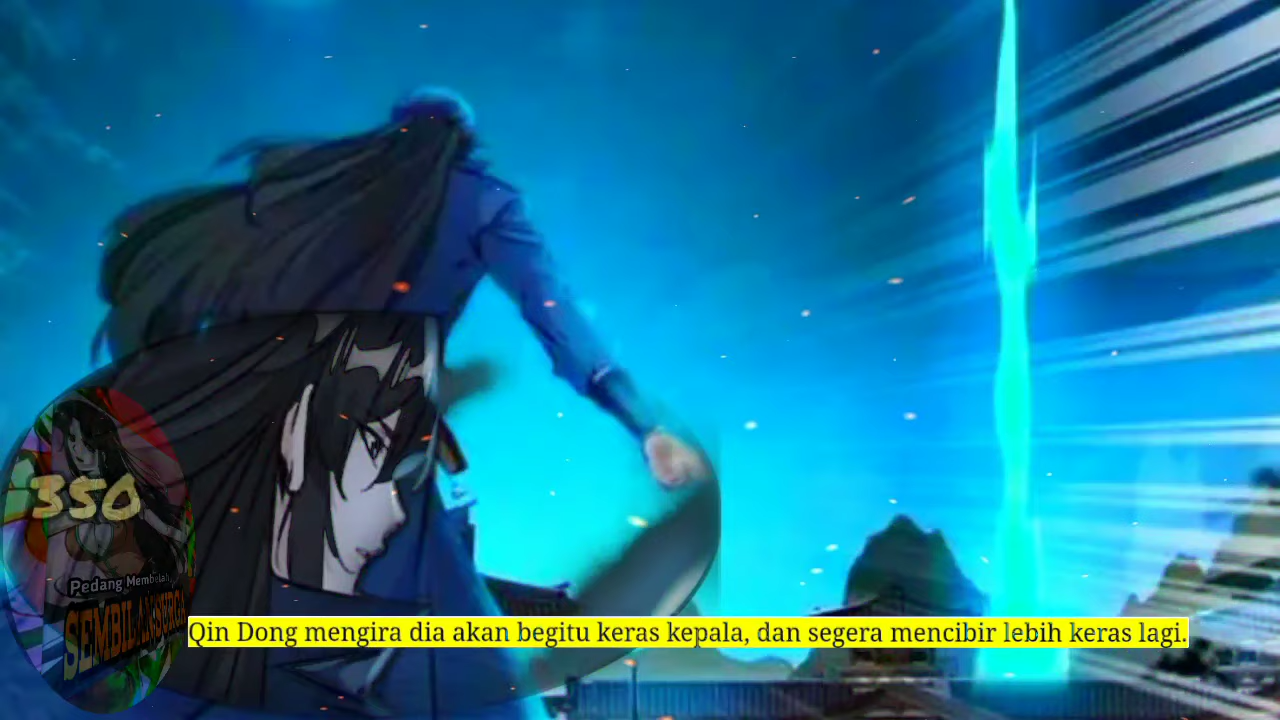 350
Pedang Membelah
SEMBILAN SURGA
Qin Dong mengira dia akan begitu keras kepala, dan segera mencibir lebih keras lagi.